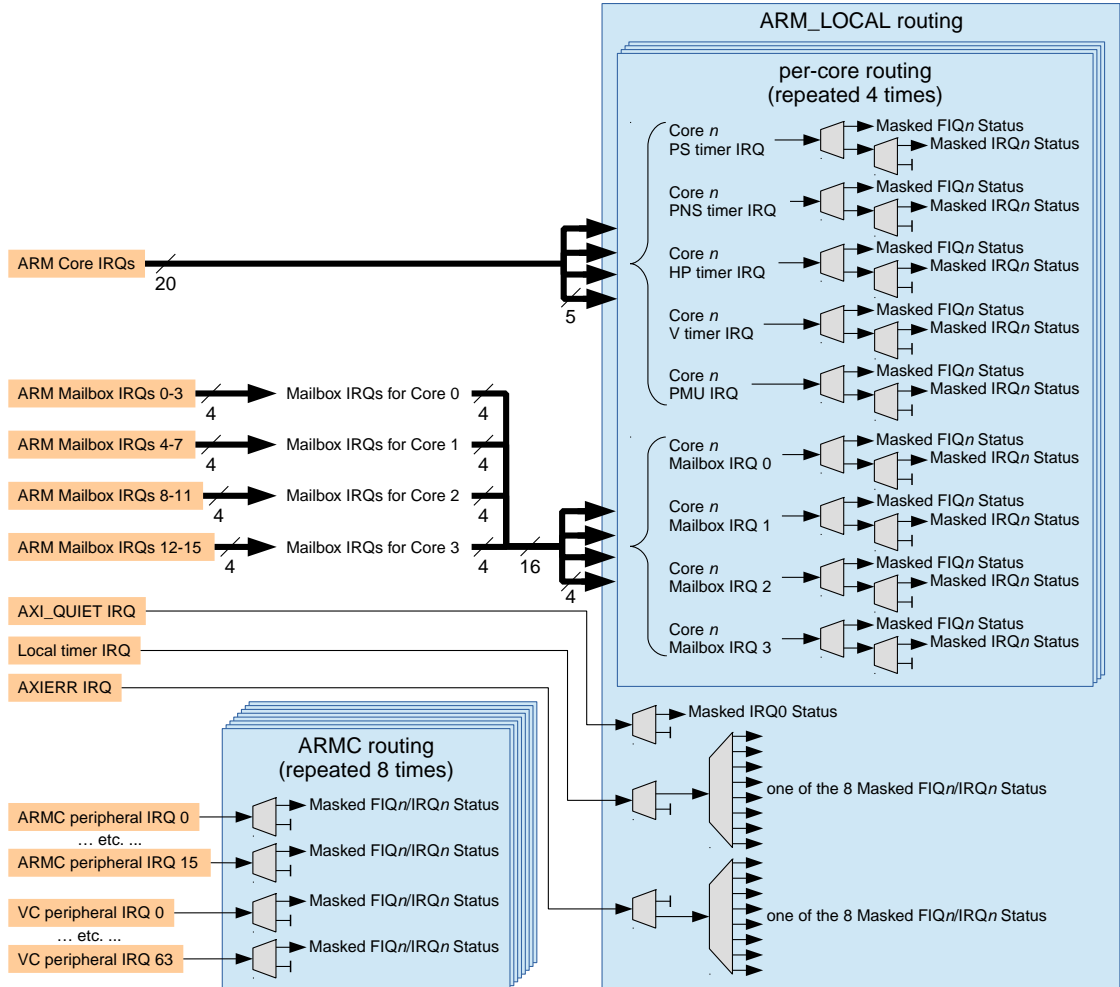 ARM_LOCAL routing
per-core routing
(repeated 4 times)
Core n
PS timer IRQ
Masked FIQn Status
Masked IRQn Status
Core n
PNS timer IRQ
Masked FIQn Status
Masked IRQn Status
ARM Core IRQs
20
5
Core n
HP timer IRQ
Masked FIQn Status
Masked IRQn Status
Core n
V timer IRQ
Masked FIQn Status
Masked IRQn Status
Core n
PMU IRQ
Masked FIQn Status
Masked IRQn Status
ARM Mailbox IRQs 0-3
4
Mailbox IRQs for Core 0
4
ARM Mailbox IRQs 4-7
4
Mailbox IRQs for Core 1
4
ARM Mailbox IRQs 8-11
4
Mailbox IRQs for Core 2
4
ARM Mailbox IRQs 12-15
4
Mailbox IRQs for Core 3
4
16
4
Core n
Mailbox IRQ 0
Masked FIQn Status
Masked IRQn Status
Core n
Mailbox IRQ 1
Masked FIQn Status
Masked IRQn Status
Core n
Mailbox IRQ 2
Masked FIQn Status
Masked IRQn Status
Core n
Mailbox IRQ 3
Masked FIQn Status
Masked IRQn Status
AXI_QUIET IRQ
Local timer IRQ
AXIERR IRQ
Masked IRQ0 Status
one of the 8 Masked FIQn/IRQn Status
one of the 8 Masked FIQn/IRQn Status
ARMC routing
(repeated 8 times)
ARMC peripheral IRQ 0
Masked FIQn/IRQn Status
... etc. ...
ARMC peripheral IRQ 15
Masked FIQn/IRQn Status
VC peripheral IRQ 0
Masked FIQn/IRQn Status
... etc. ...
VC peripheral IRQ 63
Masked FIQn/IRQn Status